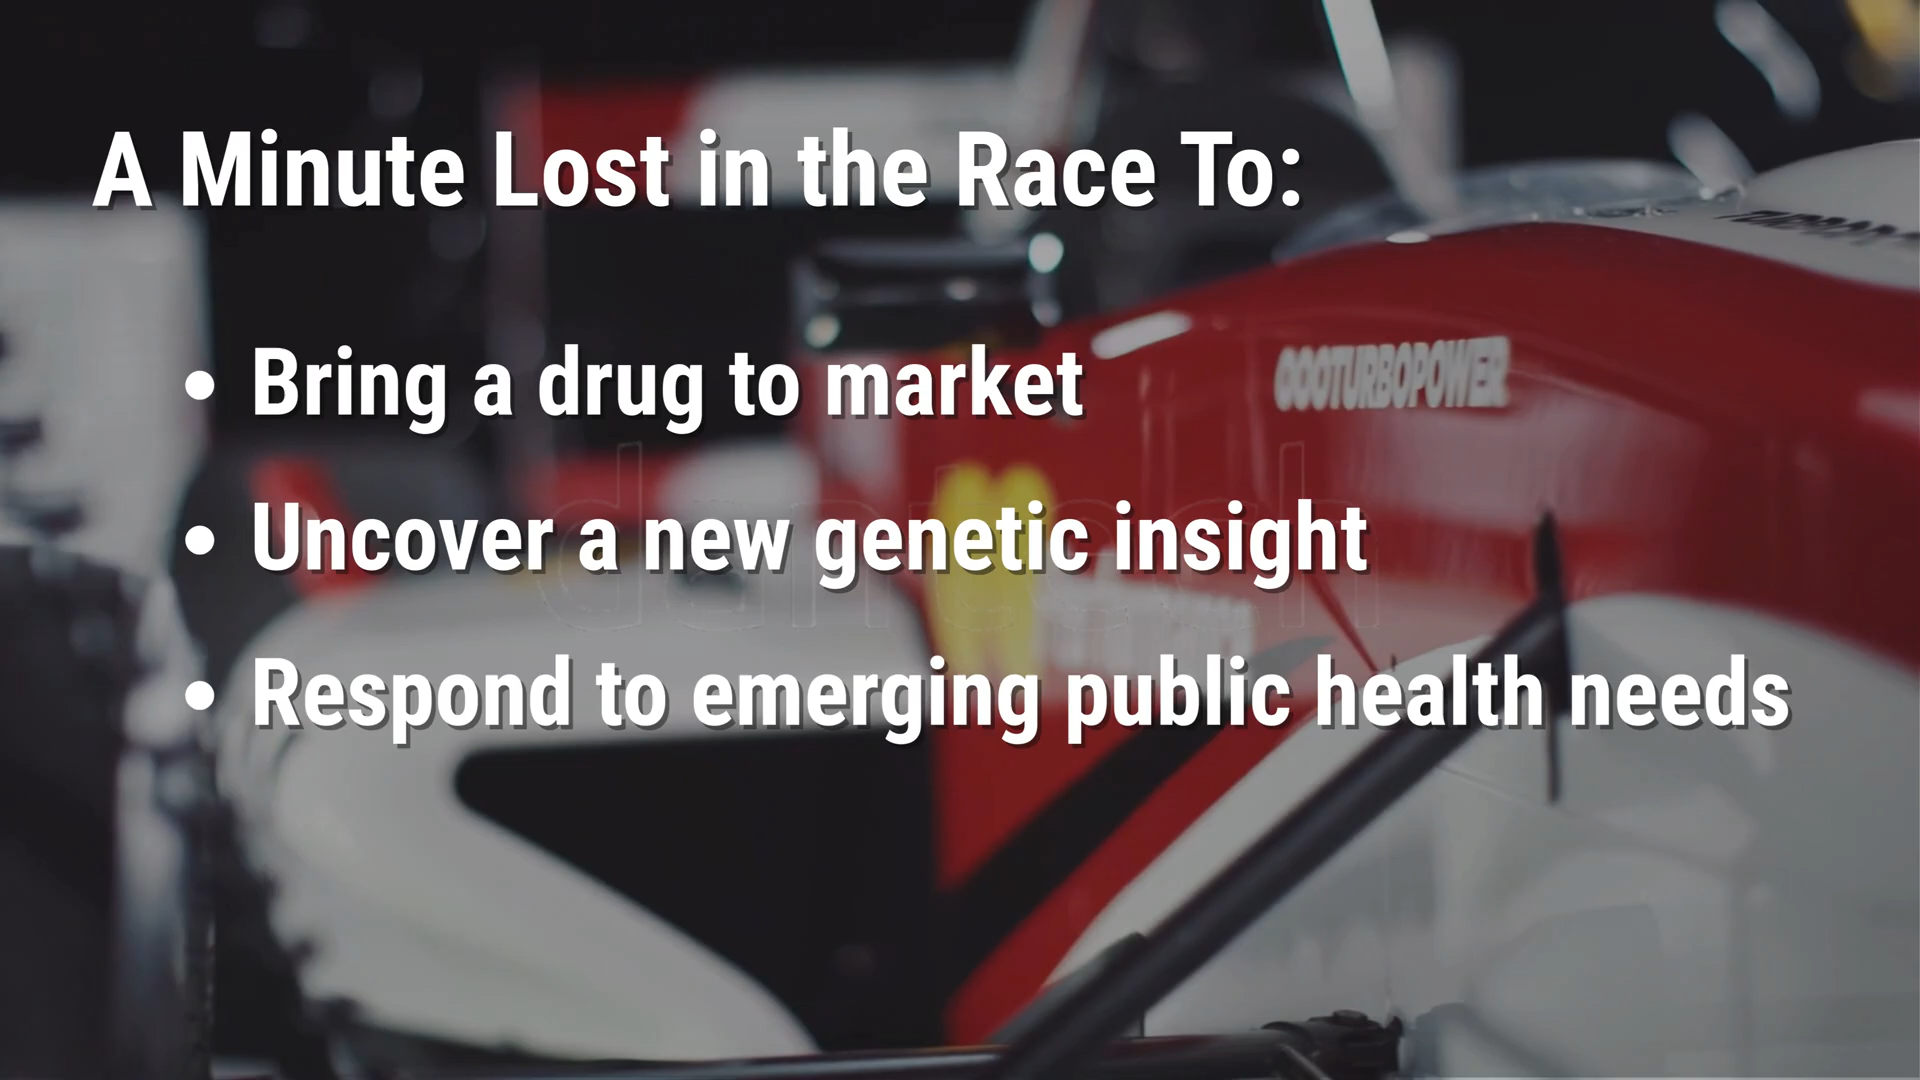 A Minute Lost in the Race To:
• Bring a drug to market
OOOTURBOPOWER
• Uncover a new genetic insight
• Respond to emerging public health needs